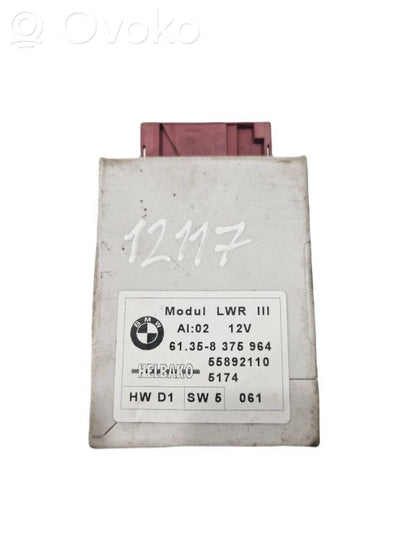 Ovoko
12117
BMW
Modul LWR III
AI:02 12V
61.35-8 375 964
55892110
HELBAKO
5174
HW D1 SW 5 061